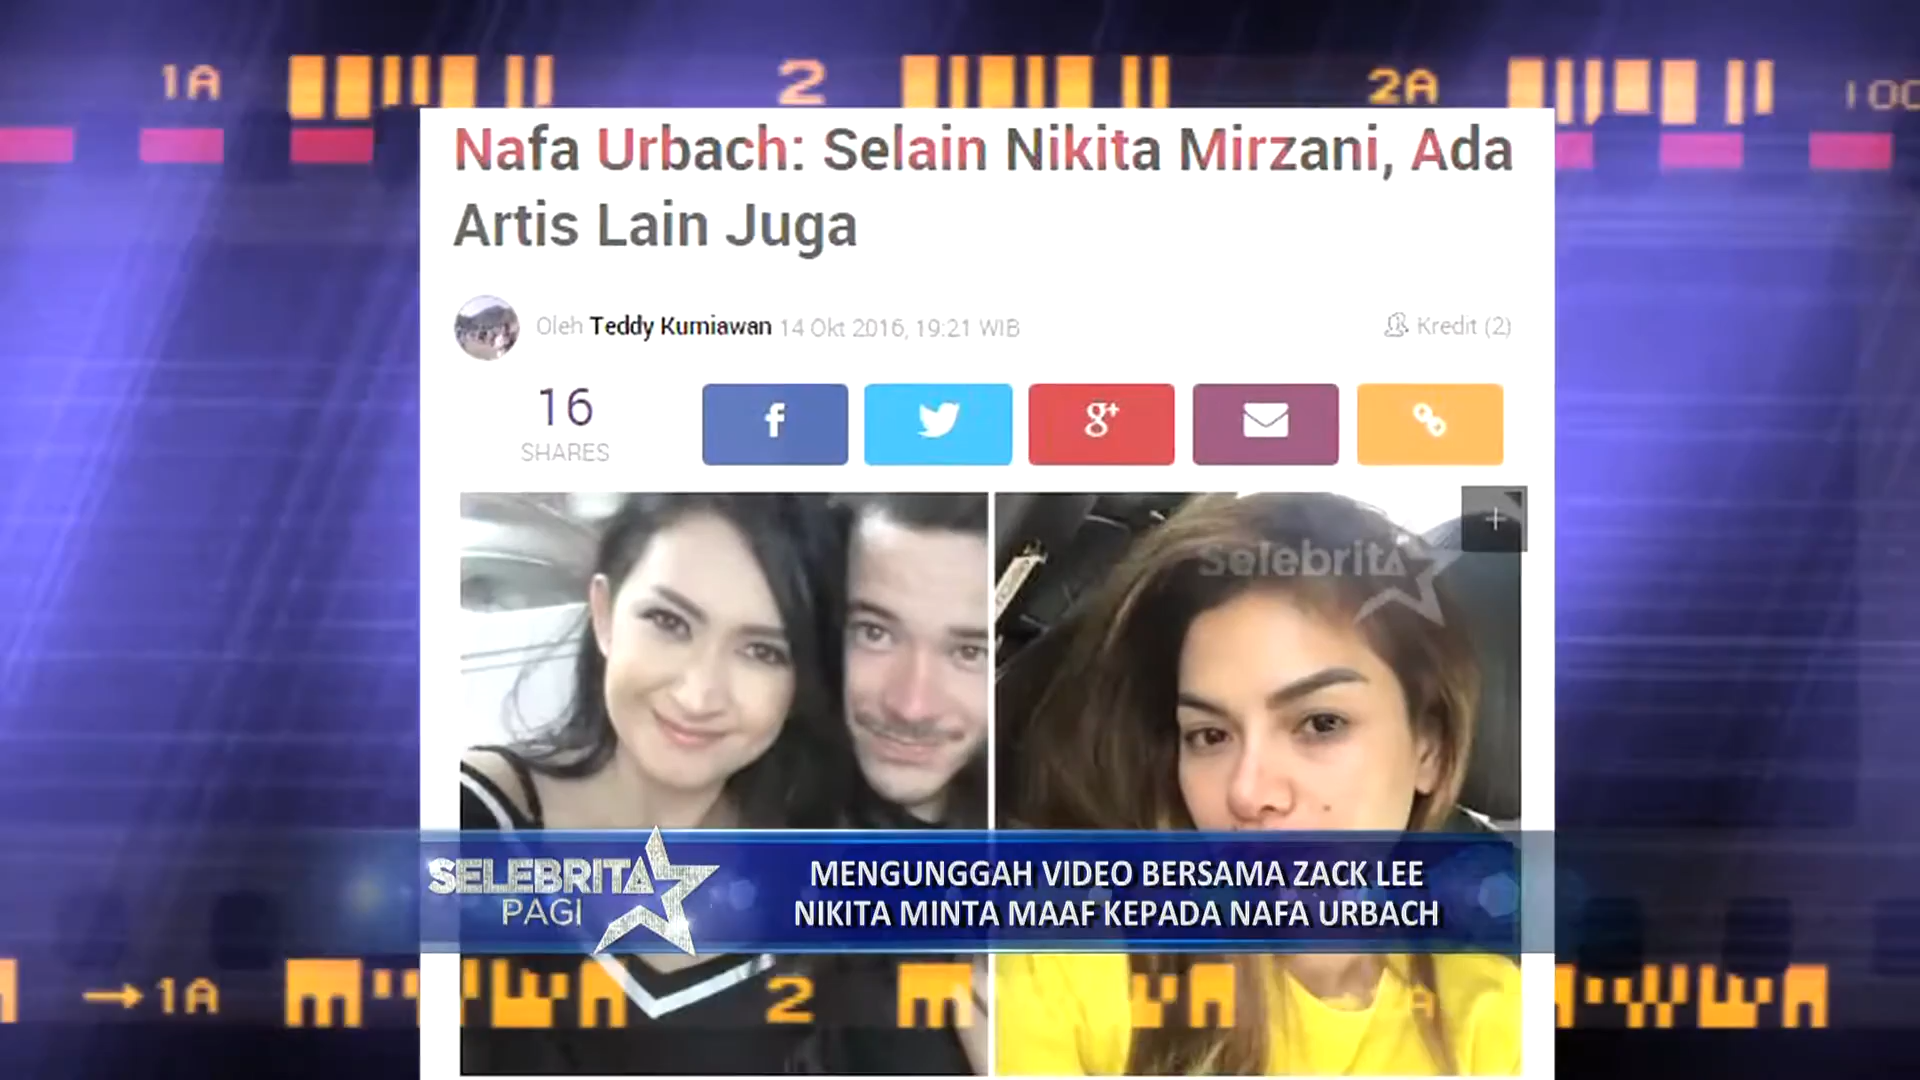 1A 2 2A 100
Nafa Urbach: Selain Nikita Mirzani, Ada
Artis Lain Juga
Oleh Teddy Kurniawan 14 Okt 2016, 19:21 WIB
Kredit (2)
16
SHARES
f
g+
+
Selebrita
SELEBRITA
PAGI
MENGUNGGAH VIDEO BERSAMA ZACK LEE
NIKITA MINTA MAAF KEPADA NAFA URBACH
→1A 2